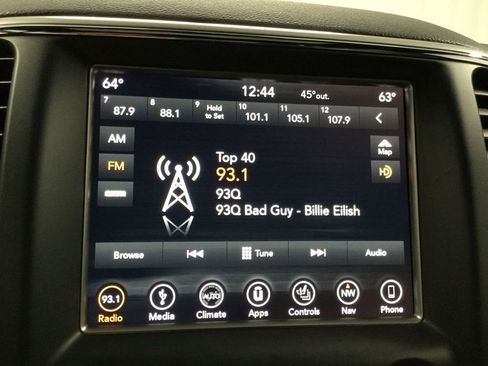 64° 12:44 45°out. 63°
7 87.9 8 88.1 9 Hold to Set 10 101.1 11 105.1 12 107.9
AM
Map
FM
Top 40
93.1
93Q
93Q Bad Guy - Billie Eilish
Browse Tune Audio
93.1 AUTO NW
Radio Media Climate Apps Controls Nav Phone